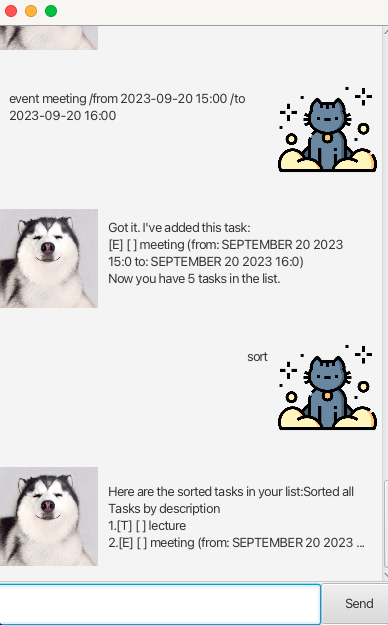 event meeting /from 2023-09-20 15:00 /to
2023-09-20 16:00
Got it. I've added this task:
[E] [ ] meeting (from: SEPTEMBER 20 2023
15:0 to: SEPTEMBER 20 2023 16:0)
Now you have 5 tasks in the list.
sort
Here are the sorted tasks in your list:Sorted all
Tasks by description
1.[T] [ ] lecture
2.[E] [ ] meeting (from: SEPTEMBER 20 2023 ...
Send